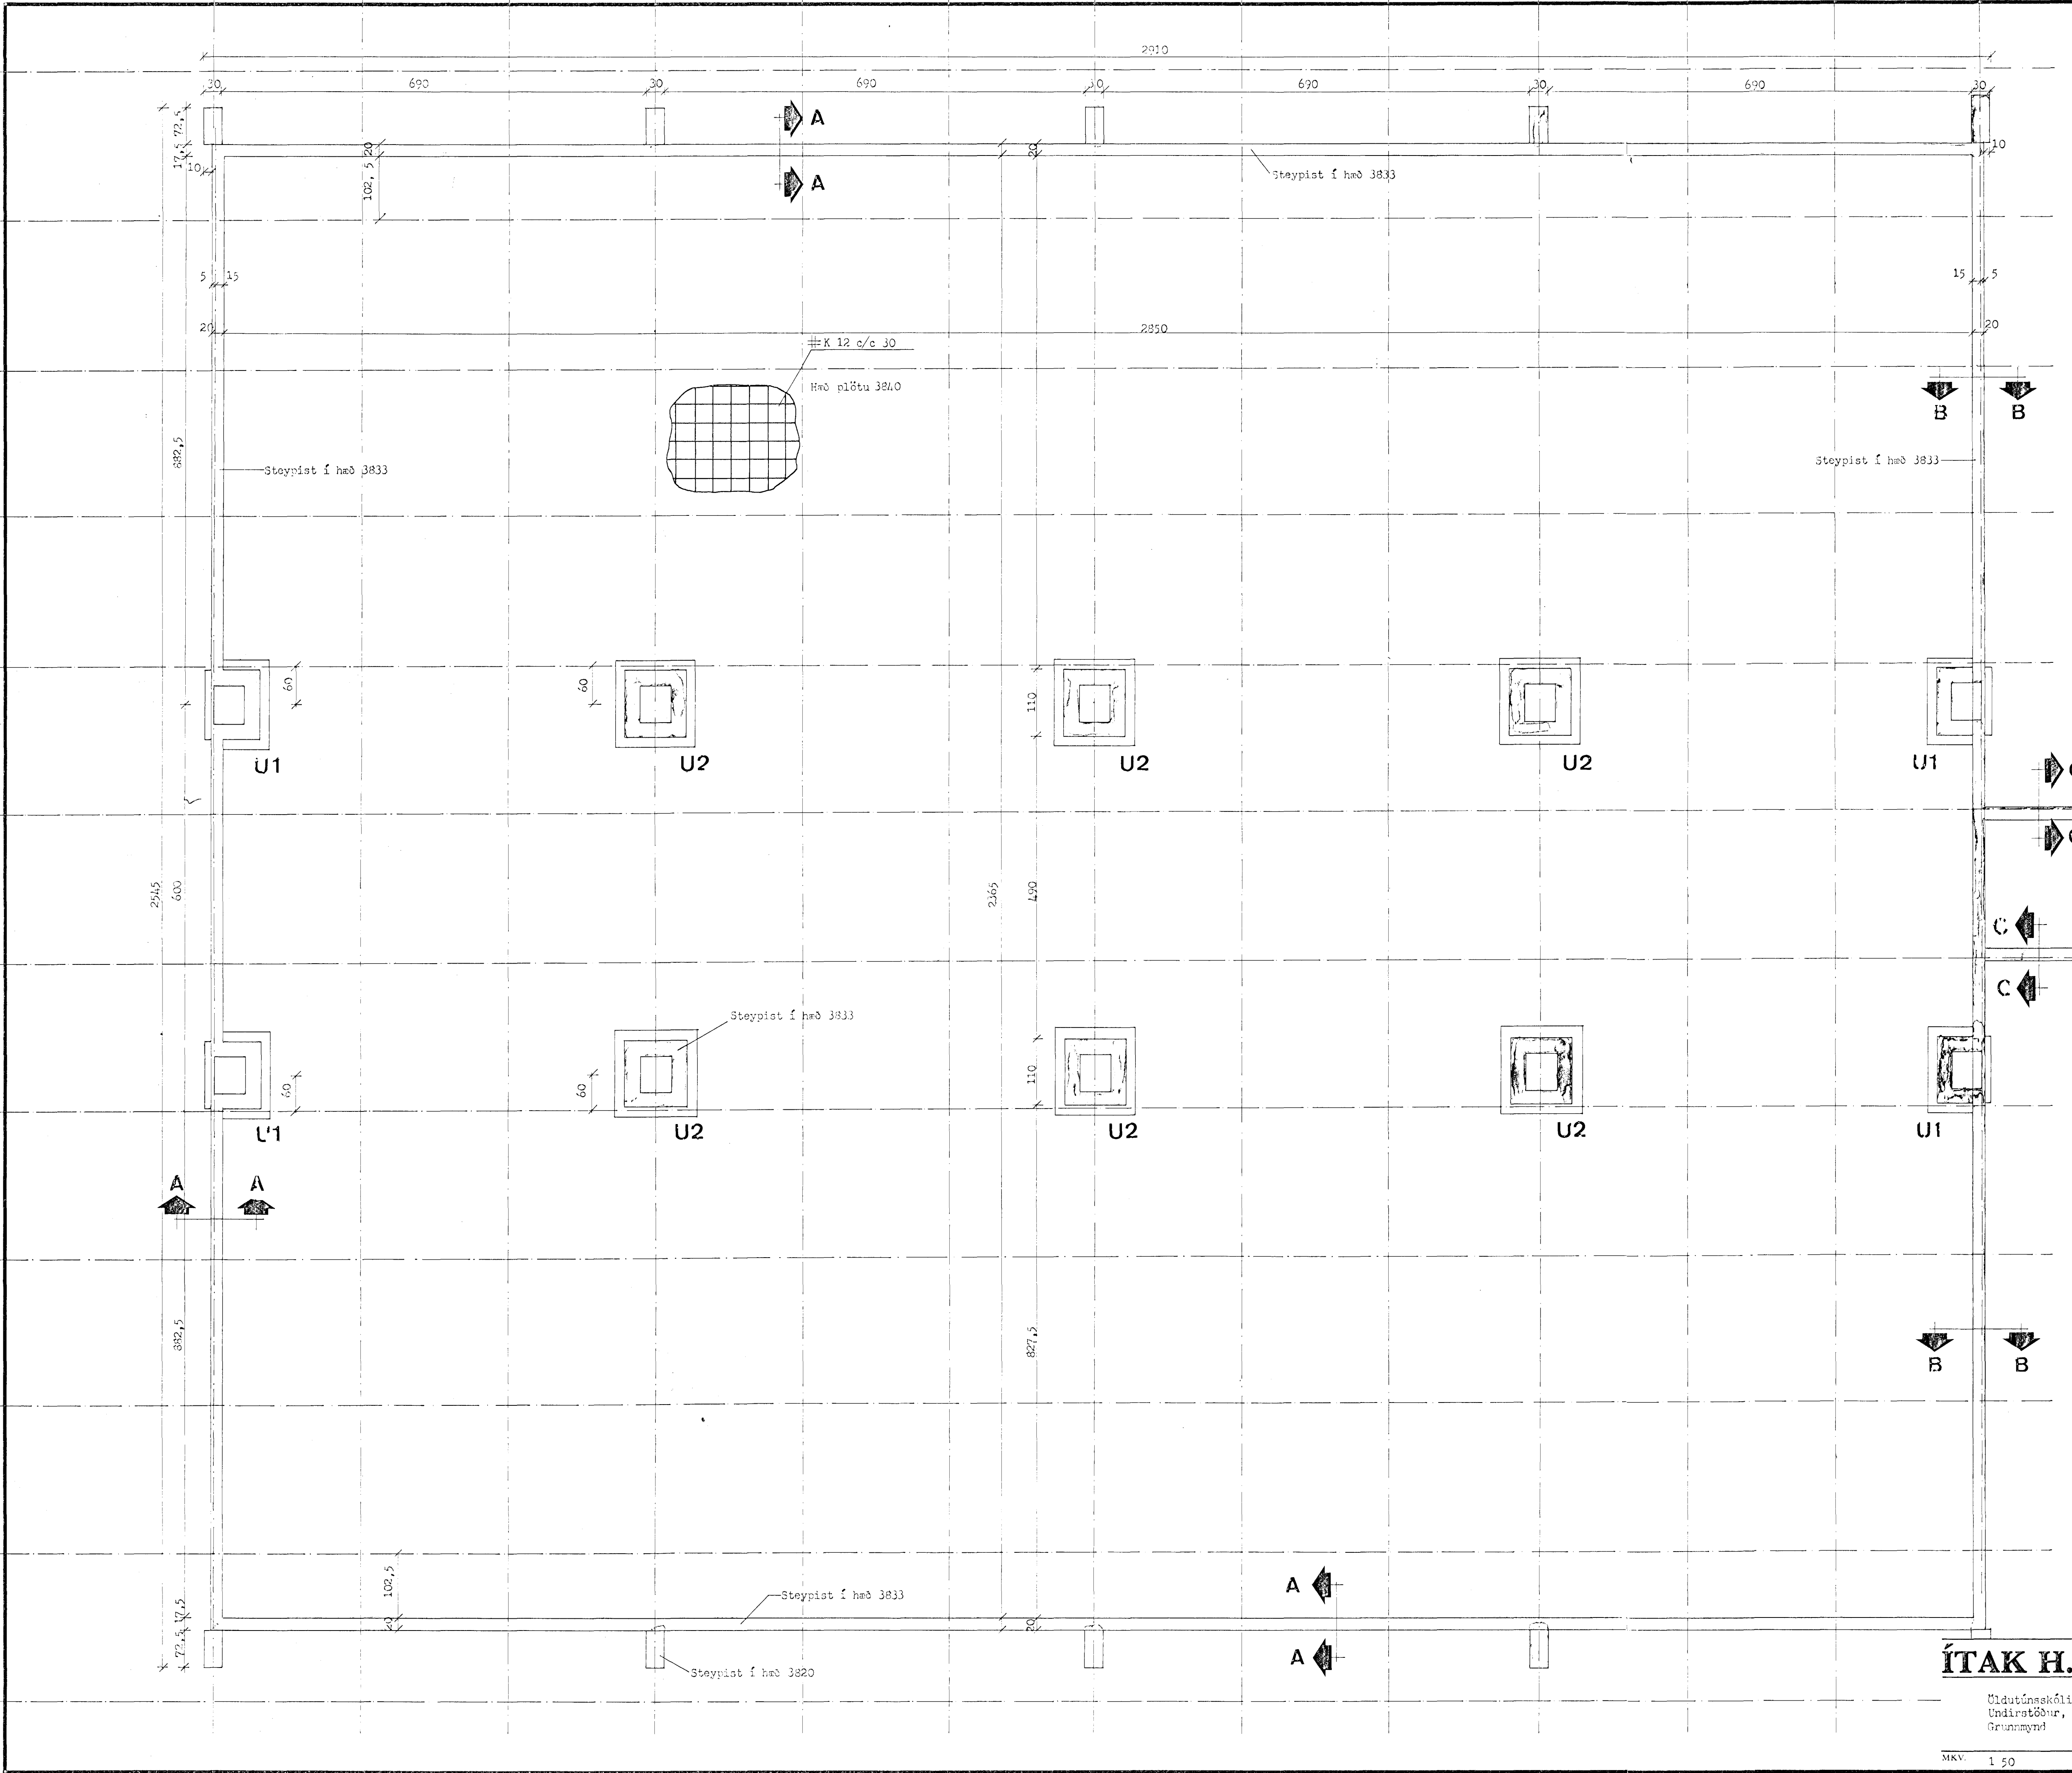 2910
30
690
30
690
30
690
30
690
30
72,5
A
17,5
20
20
10
10
102,5
A
Steypist í hæð 3833
5
15
15
5
20
2850
20
# K 12 c/c 30
Hæð plötu 3840
B
B
882,5
Steypist í hæð 3833
Steypist í hæð 3833
60
60
110
U1
U2
U2
U2
U1
2545
600
2365
490
C
C
Steypist í hæð 3833
60
60
110
U1
U2
U2
U2
U1
A
A
882,5
827,5
B
B
102,5
A
Steypist í hæð 3833
17,5
20
20
72,5
A
Steypist í hæð 3820
ÍTAK H.
Öldutúnsskóli
Undirstöður,
Grunnmynd
MKV. 1 50